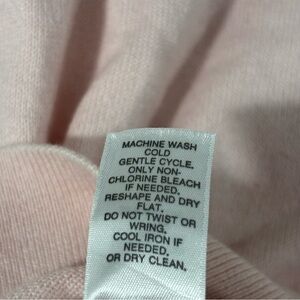 MACHINE WASH
COLD
GENTLE CYCLE.
ONLY NON-
CHLORINE BLEACH
IF NEEDED.
RESHAPE AND DRY
FLAT.
DO NOT TWIST OR
WRING.
COOL IRON IF
NEEDED.
OR DRY CLEAN.